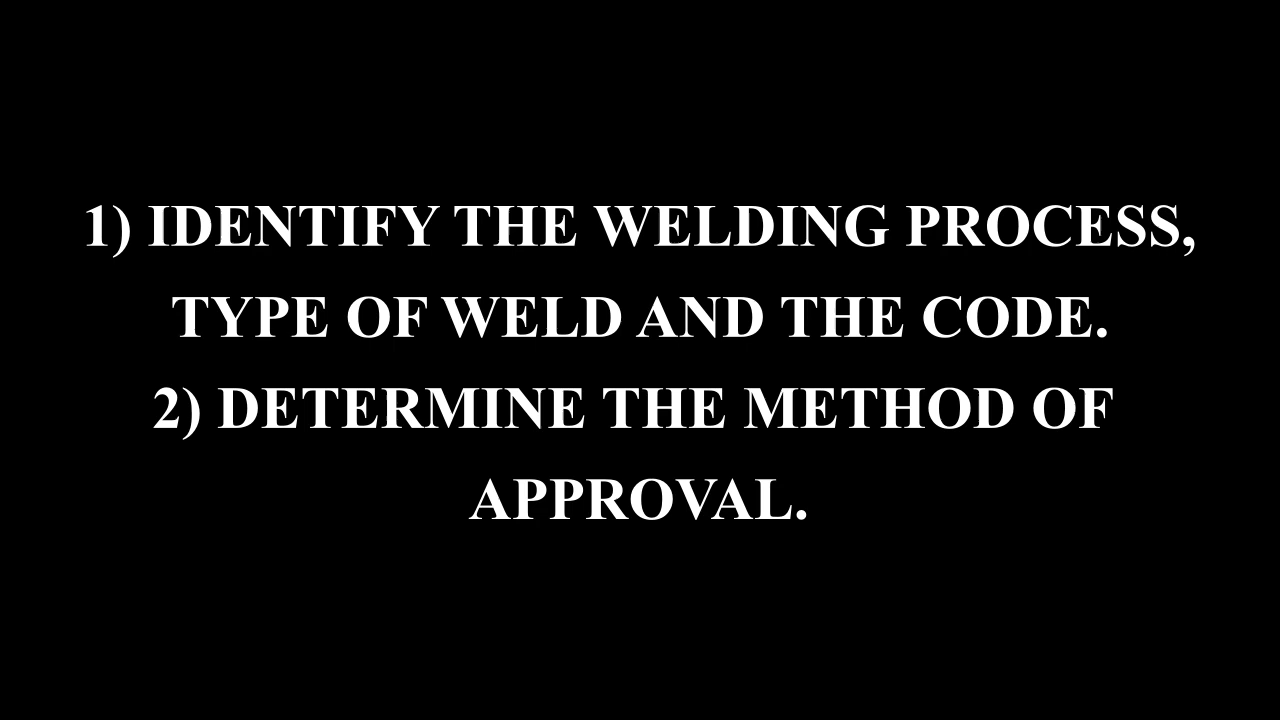 1) IDENTIFY THE WELDING PROCESS,
TYPE OF WELD AND THE CODE.
2) DETERMINE THE METHOD OF
APPROVAL.